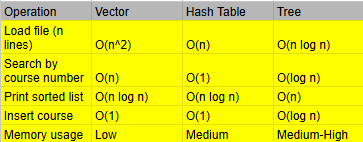 Operation Vector Hash Table Tree
Load file (n
lines) O(n^2) O(n) O(n log n)
Search by
course number O(n) O(1) O(log n)
Print sorted list O(n log n) O(n log n) O(n)
Insert course O(1) O(1) O(log n)
Memory usage Low Medium Medium-High